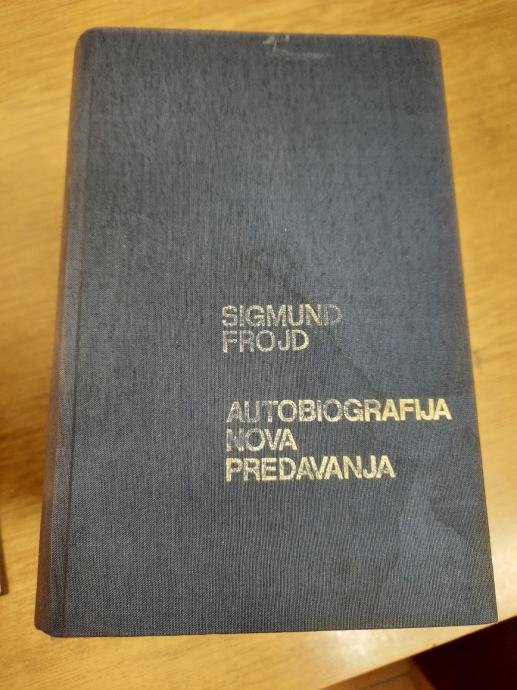 SIGMUND
FROJD
AUTOBIOGRAFIJA
NOVA
PREDAVANJA